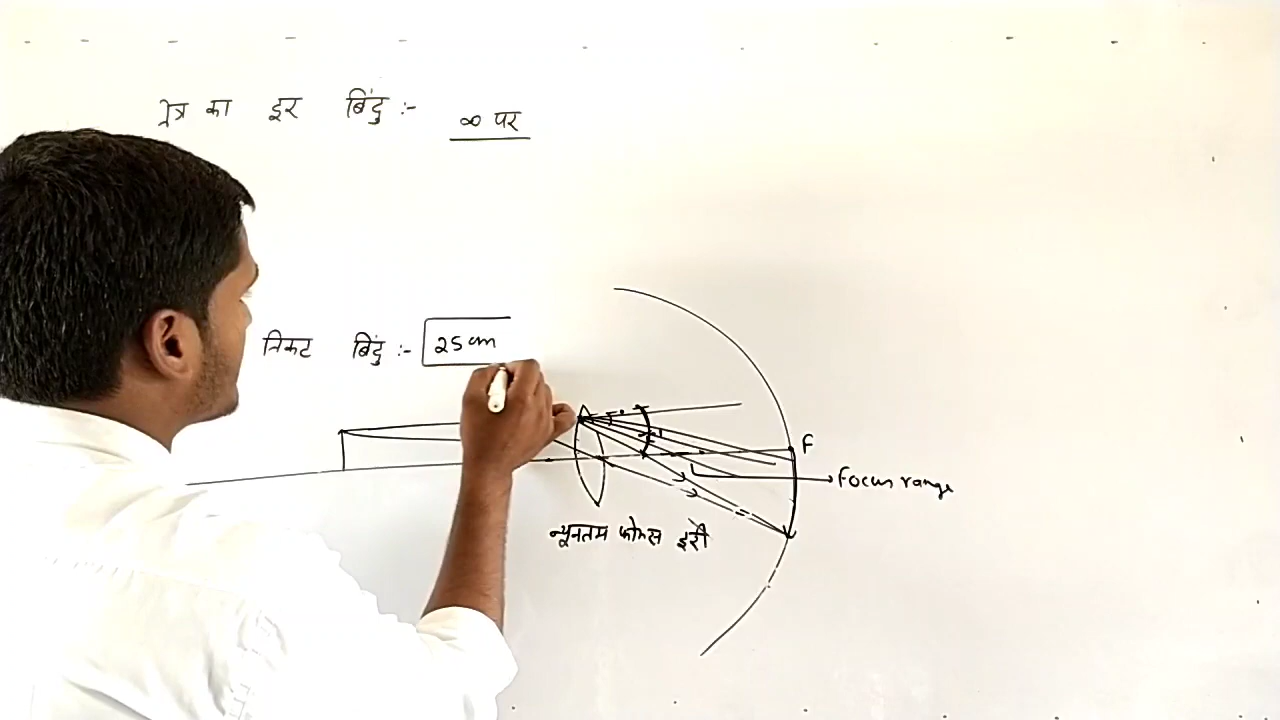 नेत्र का दूर बिंदु :-
∞ पर
निकट बिंदु :- 25 cm
F
Focus range
न्यूनतम फोकस दूरी